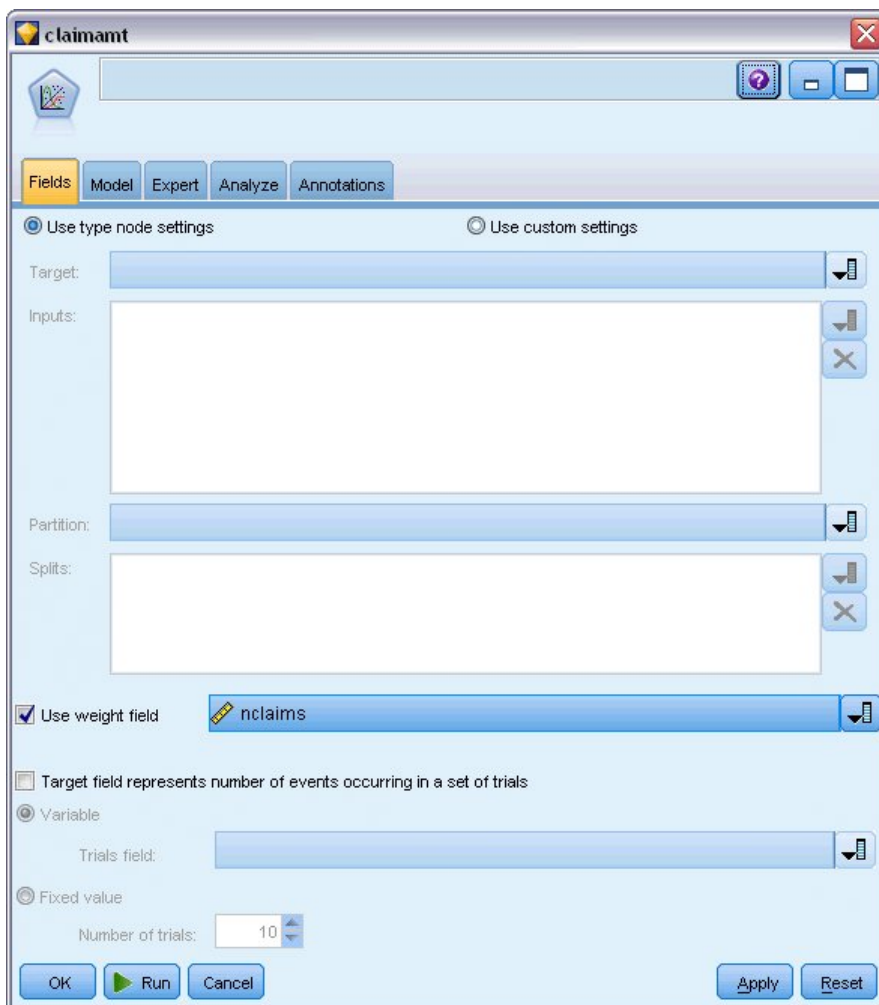 claimamt
?
Fields Model Expert Analyze Annotations
Use type node settings Use custom settings
Target:
Inputs:
Partition:
Splits:
Use weight field nclaims
Target field represents number of events occurring in a set of trials
Variable
Trials field:
Fixed value
Number of trials: 10
OK Run Cancel Apply Reset